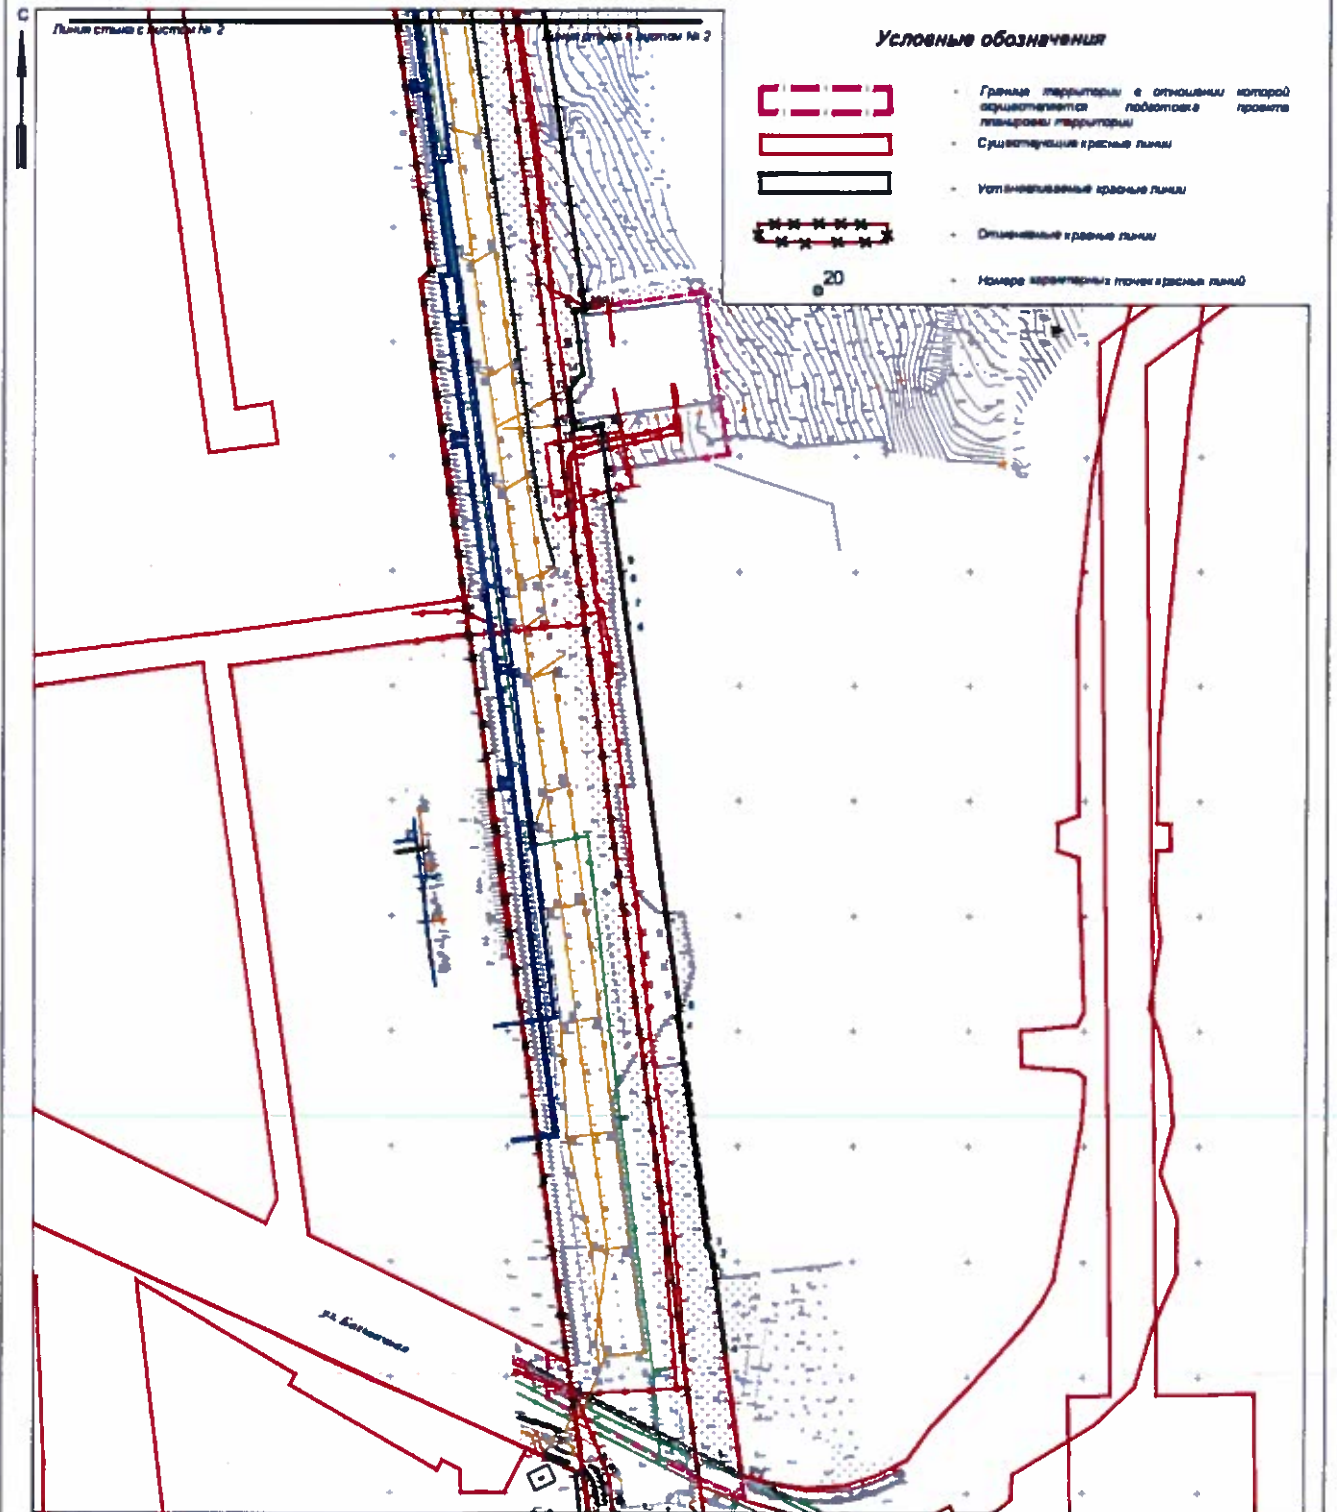 С
Линия стыка с листом № 2
Линия стыка с листом № 2
Условные обозначения
Граница территории в отношении которой
осуществляется подготовка проекта
планировки территории
Существующие красные линии
Устанавливаемые красные линии
Отменяемые красные линии
20
Номера характерных точек красных линий
ул.